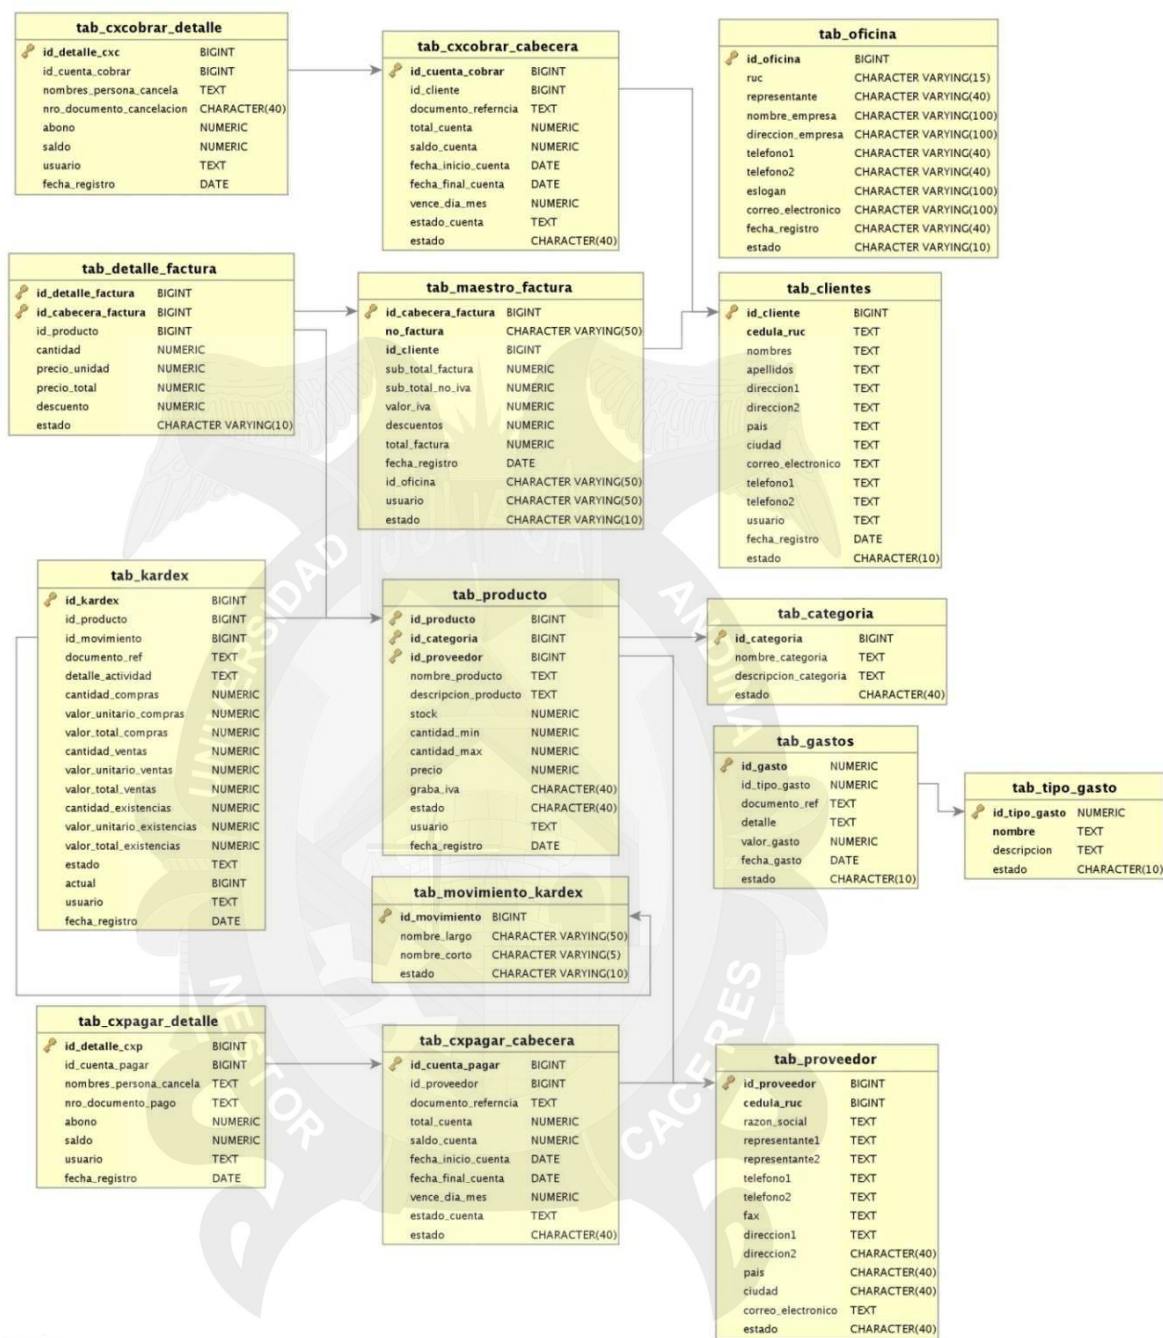 tab_cxcobrar_detalle
id_detalle_cxc BIGINT
id_cuenta_cobrar BIGINT
nombres_persona_cancela TEXT
nro_documento_cancelacion CHARACTER(40)
abono NUMERIC
saldo NUMERIC
usuario TEXT
fecha_registro DATE
tab_cxcobrar_cabecera
id_cuenta_cobrar BIGINT
id_cliente BIGINT
documento_referncia TEXT
total_cuenta NUMERIC
saldo_cuenta NUMERIC
fecha_inicio_cuenta DATE
fecha_final_cuenta DATE
vence_dia_mes NUMERIC
estado_cuenta TEXT
estado CHARACTER(40)
tab_oficina
id_oficina BIGINT
ruc CHARACTER VARYING(15)
representante CHARACTER VARYING(40)
nombre_empresa CHARACTER VARYING(100)
direccion_empresa CHARACTER VARYING(100)
telefono1 CHARACTER VARYING(40)
telefono2 CHARACTER VARYING(40)
eslogan CHARACTER VARYING(100)
correo_electronico CHARACTER VARYING(100)
fecha_registro CHARACTER VARYING(40)
estado CHARACTER VARYING(10)
tab_detalle_factura
id_detalle_factura BIGINT
id_cabecera_factura BIGINT
id_producto BIGINT
cantidad NUMERIC
precio_unidad NUMERIC
precio_total NUMERIC
descuento NUMERIC
estado CHARACTER VARYING(10)
tab_maestro_factura
id_cabecera_factura BIGINT
no_factura CHARACTER VARYING(50)
id_cliente BIGINT
sub_total_factura NUMERIC
sub_total_no_iva NUMERIC
valor_iva NUMERIC
descuentos NUMERIC
total_factura NUMERIC
fecha_registro DATE
id_oficina CHARACTER VARYING(50)
usuario CHARACTER VARYING(50)
estado CHARACTER VARYING(10)
tab_clientes
id_cliente BIGINT
cedula_ruc TEXT
nombres TEXT
apellidos TEXT
direccion1 TEXT
direccion2 TEXT
pais TEXT
ciudad TEXT
correo_electronico TEXT
telefono1 TEXT
telefono2 TEXT
usuario TEXT
fecha_registro DATE
estado CHARACTER(10)
tab_kardex
id_kardex BIGINT
id_producto BIGINT
id_movimiento BIGINT
documento_ref TEXT
detalle_actividad TEXT
cantidad_compras NUMERIC
valor_unitario_compras NUMERIC
valor_total_compras NUMERIC
cantidad_ventas NUMERIC
valor_unitario_ventas NUMERIC
valor_total_ventas NUMERIC
cantidad_existencias NUMERIC
valor_unitario_existencias NUMERIC
valor_total_existencias NUMERIC
estado TEXT
actual BIGINT
usuario TEXT
fecha_registro DATE
tab_producto
id_producto BIGINT
id_categoria BIGINT
id_proveedor BIGINT
nombre_producto TEXT
descripcion_producto TEXT
stock NUMERIC
cantidad_min NUMERIC
cantidad_max NUMERIC
precio NUMERIC
graba_iva CHARACTER(40)
estado CHARACTER(40)
usuario TEXT
fecha_registro DATE
tab_categoria
id_categoria BIGINT
nombre_categoria TEXT
descripcion_categoria TEXT
estado CHARACTER(40)
tab_gastos
id_gasto NUMERIC
id_tipo_gasto NUMERIC
documento_ref TEXT
detalle TEXT
valor_gasto NUMERIC
fecha_gasto DATE
estado CHARACTER(10)
tab_tipo_gasto
id_tipo_gasto NUMERIC
nombre TEXT
descripcion TEXT
estado CHARACTER(10)
tab_movimiento_kardex
id_movimiento BIGINT
nombre_largo CHARACTER VARYING(50)
nombre_corto CHARACTER VARYING(5)
estado CHARACTER VARYING(10)
tab_cxpagar_detalle
id_detalle_cxp BIGINT
id_cuenta_pagar BIGINT
nombres_persona_cancela TEXT
nro_documento_pago TEXT
abono NUMERIC
saldo NUMERIC
usuario TEXT
fecha_registro DATE
tab_cxpagar_cabecera
id_cuenta_pagar BIGINT
id_proveedor BIGINT
documento_referncia TEXT
total_cuenta NUMERIC
saldo_cuenta NUMERIC
fecha_inicio_cuenta DATE
fecha_final_cuenta DATE
vence_dia_mes NUMERIC
estado_cuenta TEXT
estado CHARACTER(40)
tab_proveedor
id_proveedor BIGINT
cedula_ruc BIGINT
razon_social TEXT
representante1 TEXT
representante2 TEXT
telefono1 TEXT
telefono2 TEXT
fax TEXT
direccion1 TEXT
direccion2 CHARACTER(40)
pais CHARACTER(40)
ciudad CHARACTER(40)
correo_electronico TEXT
estado CHARACTER(40)
UNIVERSIDAD
ANDINA
NESTOR
CACERES